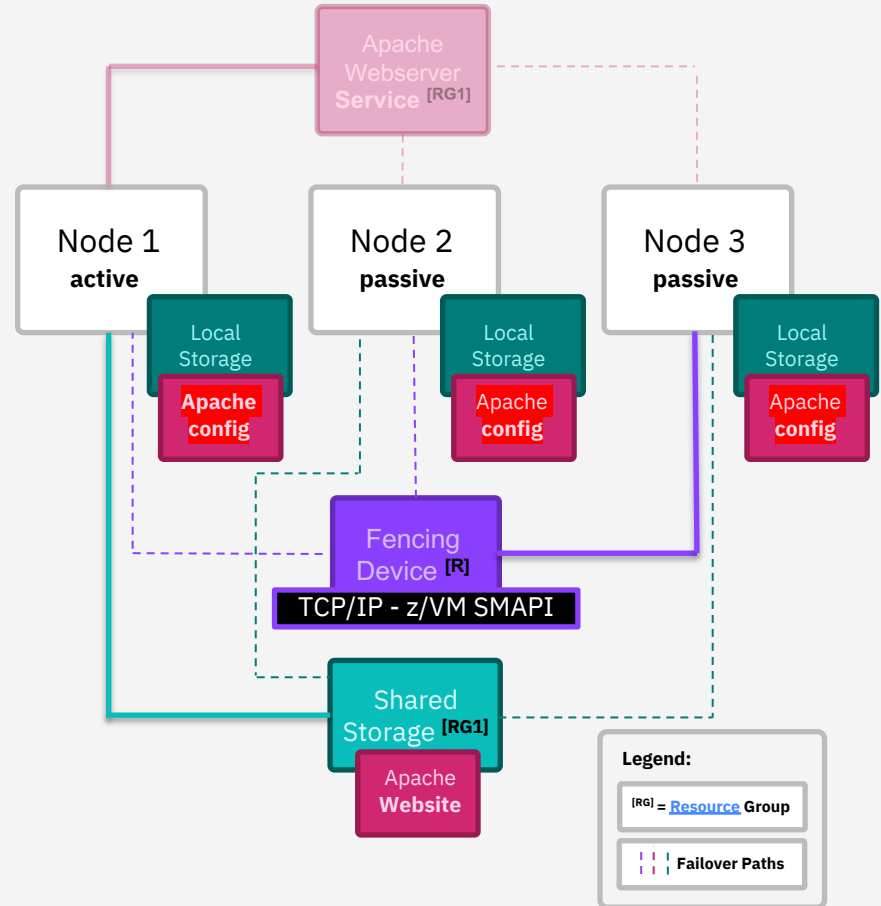 Apache
Webserver
Service [RG1]
Node 1
active
Node 2
passive
Node 3
passive
Local
Storage
Local
Storage
Local
Storage
Apache
config
Apache
config
Apache
config
Fencing
Device [R]
TCP/IP - z/VM SMAPI
Shared
Storage [RG1]
Apache
Website
Legend:
[RG] = Resource Group
Failover Paths